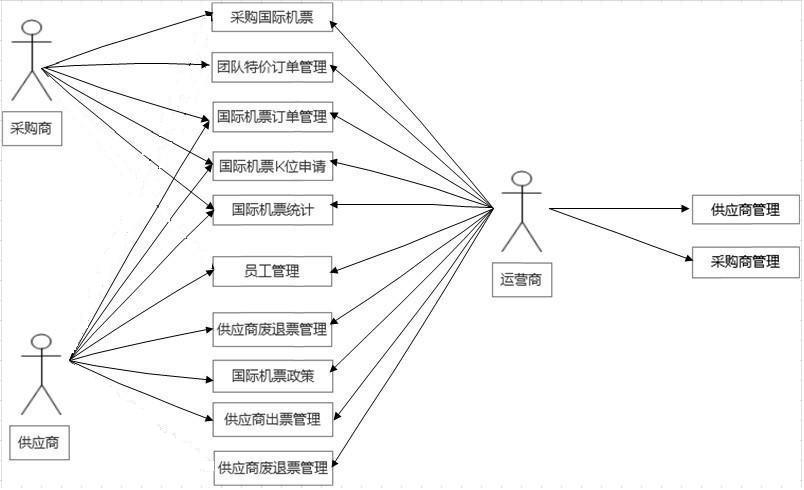 采购国际机票
团队特价订单管理
采购商
国际机票订单管理
国际机票K位申请
国际机票统计
供应商管理
采购商管理
运营商
员工管理
供应商废退票管理
国际机票政策
供应商出票管理
供应商
供应商废退票管理